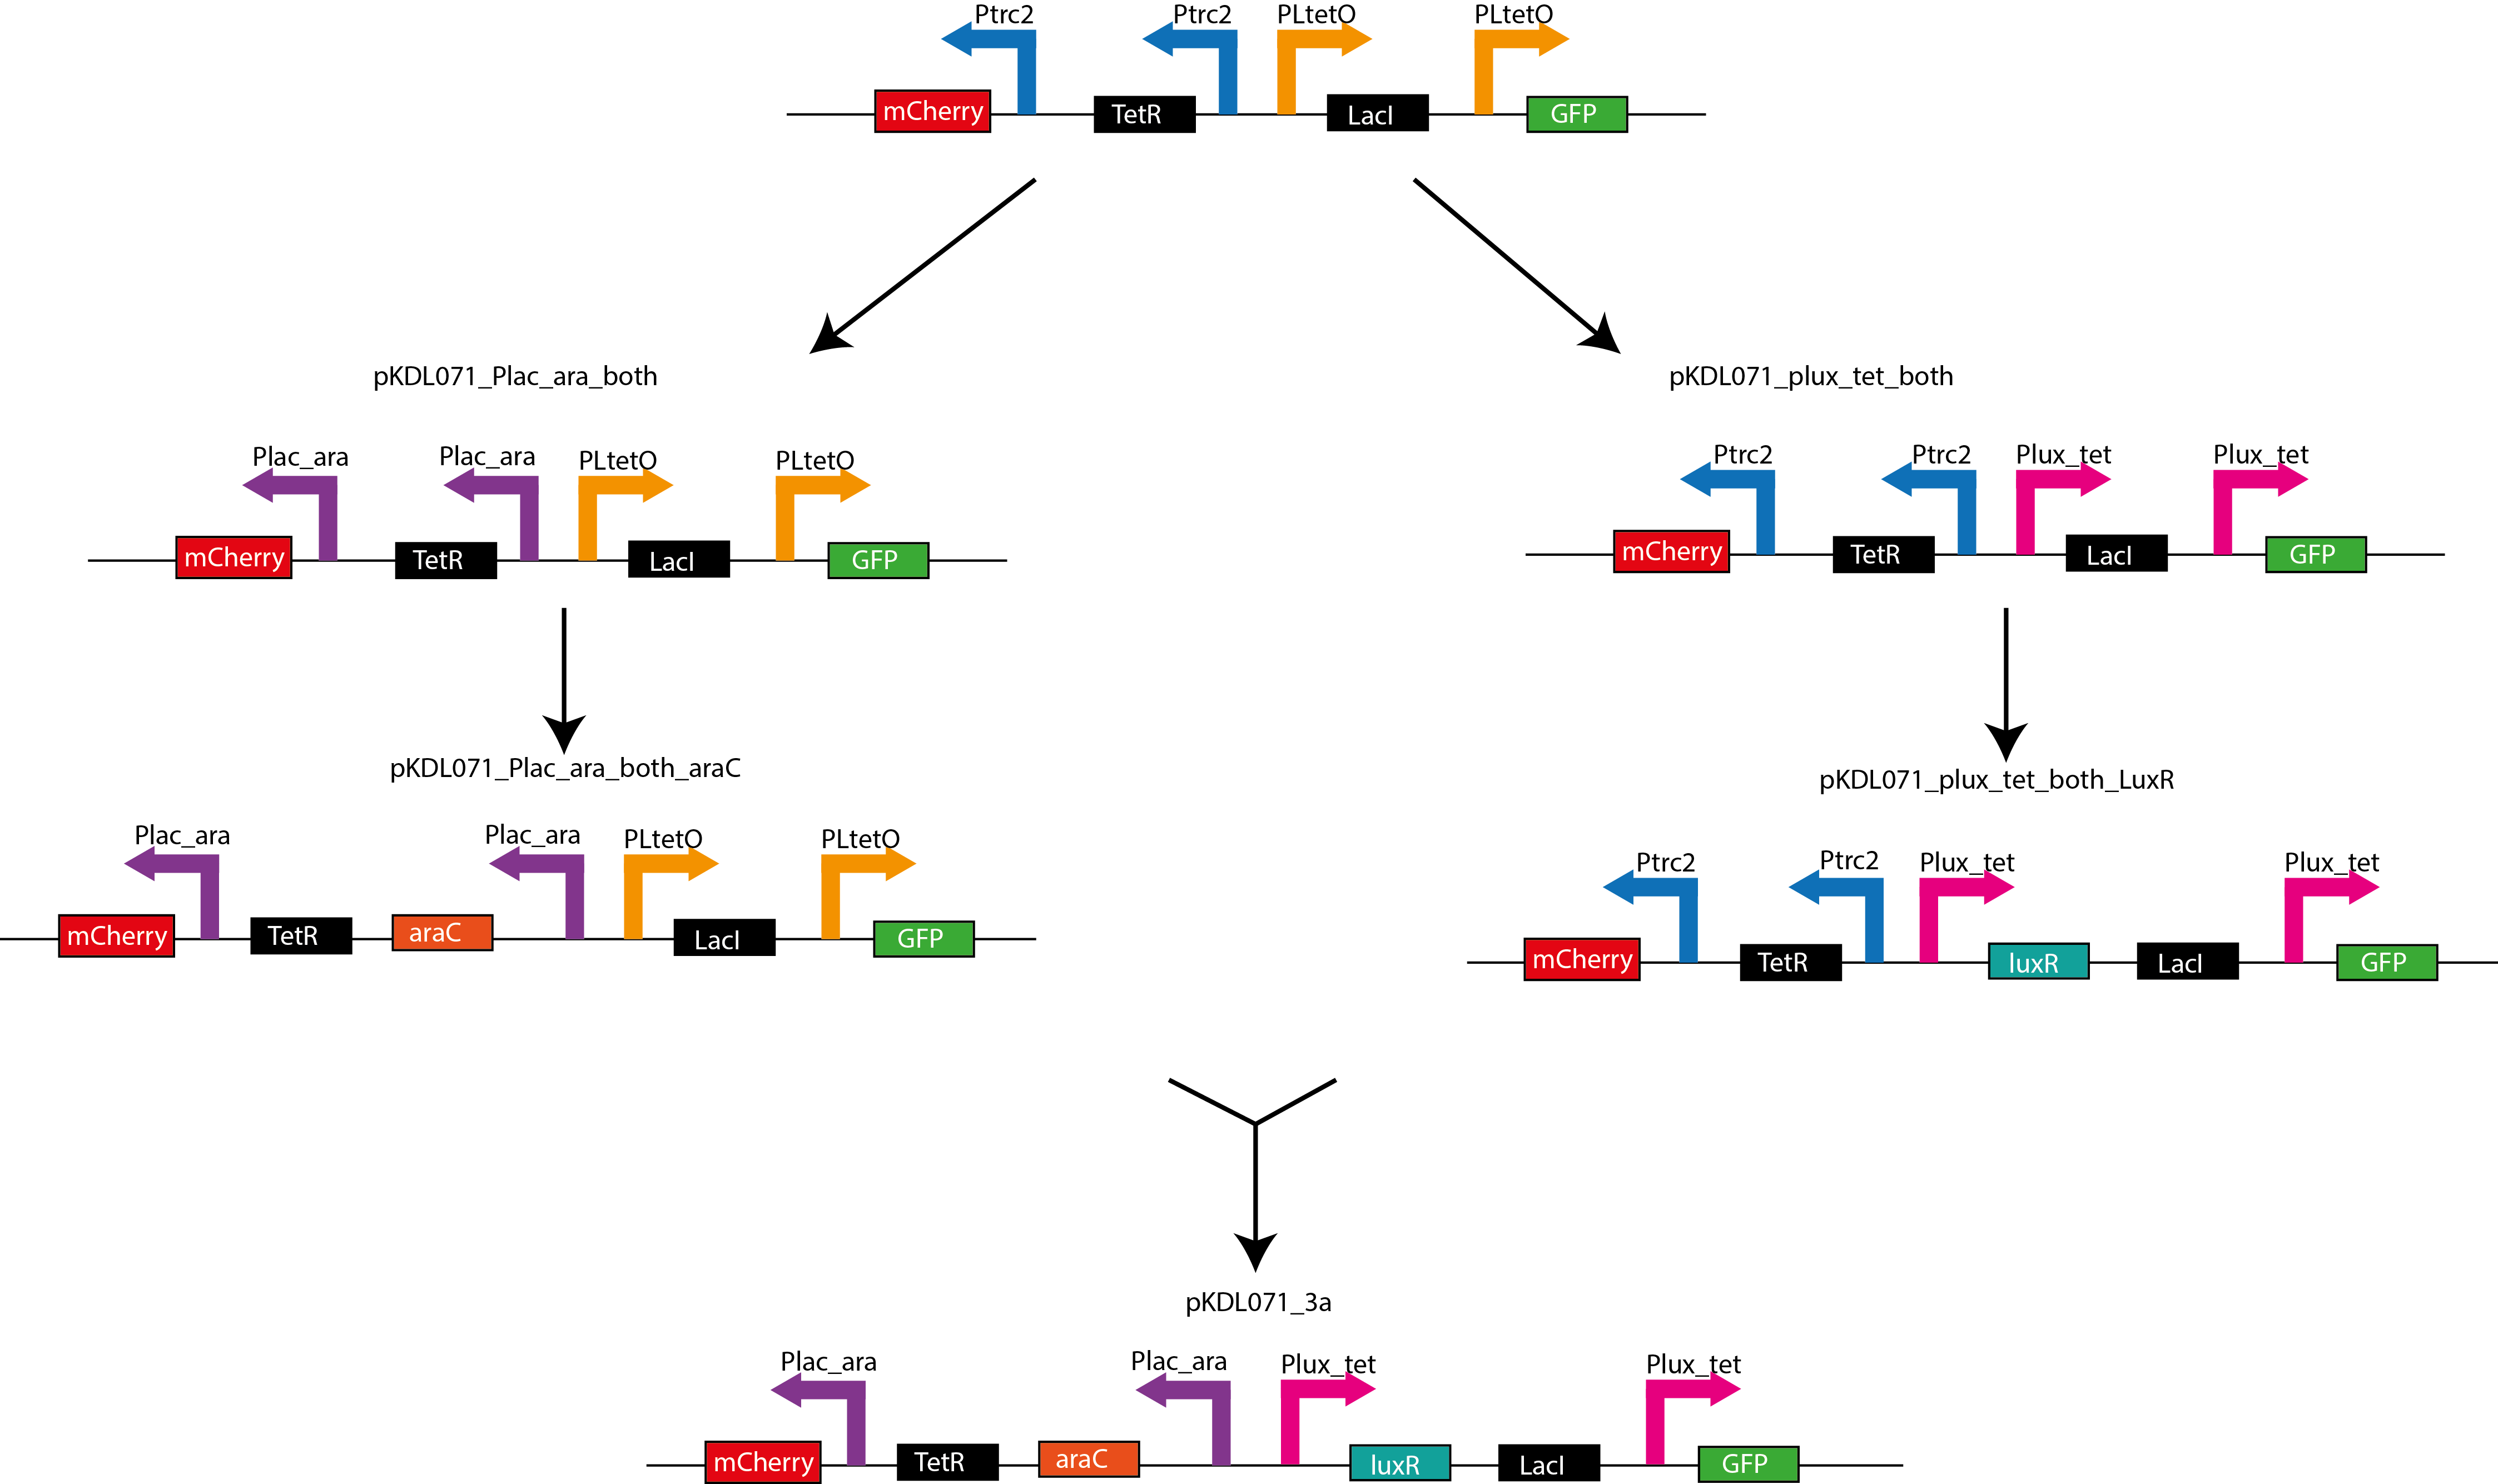 Ptrc2 Ptrc2 PLtetO PLtetO
mCherry TetR LacI GFP
pKDL071_Plac_ara_both
Plac_ara Plac_ara PLtetO PLtetO
mCherry TetR LacI GFP
pKDL071_plux_tet_both
Ptrc2 Ptrc2 Plux_tet Plux_tet
mCherry TetR LacI GFP
pKDL071_Plac_ara_both_araC
Plac_ara Plac_ara PLtetO PLtetO
mCherry TetR araC LacI GFP
pKDL071_plux_tet_both_LuxR
Ptrc2 Ptrc2 Plux_tet Plux_tet
mCherry TetR luxR LacI GFP
pKDL071_3a
Plac_ara Plac_ara Plux_tet Plux_tet
mCherry TetR araC luxR LacI GFP